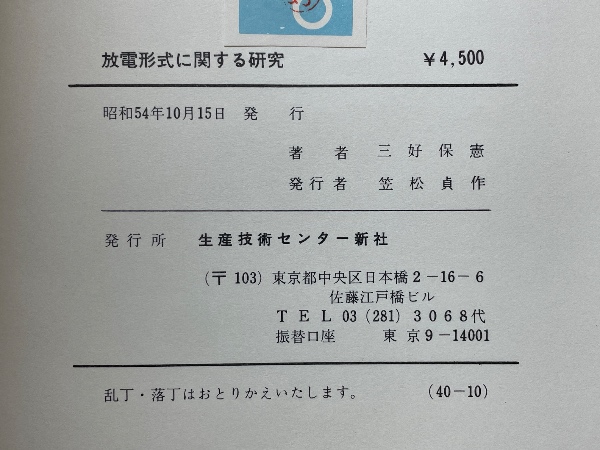 放電形式に関する研究 ¥4,500
昭和54年10月15日 発行
著者 三好保憲
発行者 笠松貞作
発行所 生産技術センター新社
(〒103) 東京都中央区日本橋2-16-6
佐藤江戸橋ビル
TEL 03 (281) 3068代
振替口座 東京9-14001
乱丁・落丁はおとりかえいたします。 (40-10)